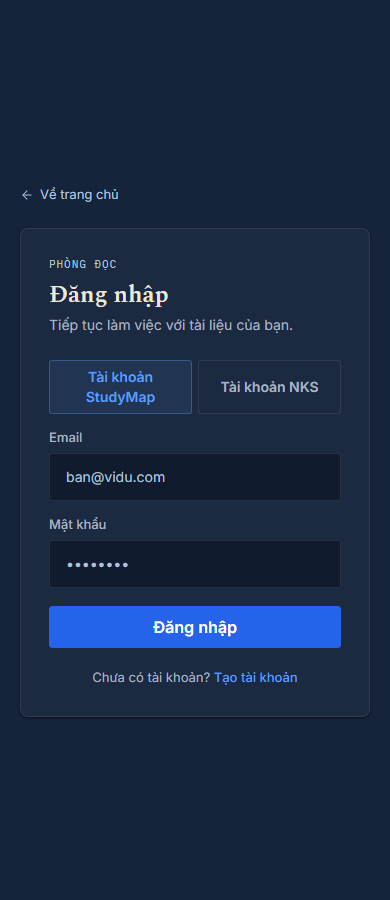 ← Về trang chủ
PHÒNG ĐỌC
Đăng nhập
Tiếp tục làm việc với tài liệu của bạn.
Tài khoản
StudyMap
Tài khoản NKS
Email
ban@vidu.com
Mật khẩu
••••••••
Đăng nhập
Chưa có tài khoản? Tạo tài khoản